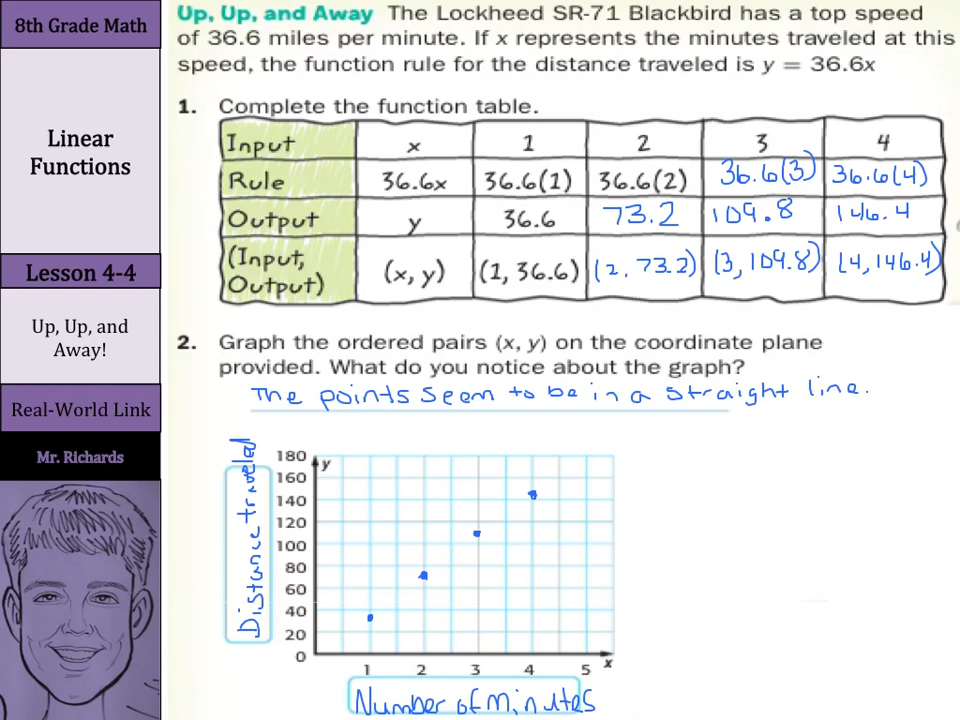 8th Grade Math
Linear
Functions
Lesson 4-4
Up, Up, and
Away!
Real-World Link
Mr. Richards
Up, Up, and Away The Lockheed SR-71 Blackbird has a top speed
of 36.6 miles per minute. If x represents the minutes traveled at this
speed, the function rule for the distance traveled is y = 36.6x
1. Complete the function table.
Input x 1 2 3 4
Rule 36.6x 36.6(1) 36.6(2) 36.6(3) 36.6(4)
Output y 36.6 73.2 109.8 146.4
(Input, Output) (x, y) (1, 36.6) (2, 73.2) (3, 109.8) (4, 146.4)
2. Graph the ordered pairs (x, y) on the coordinate plane
provided. What do you notice about the graph?
The points seem to be in a straight line.
Distance traveled
180
160
140
120
100
80
60
40
20
0
y
1 2 3 4 5 x
Number of minutes